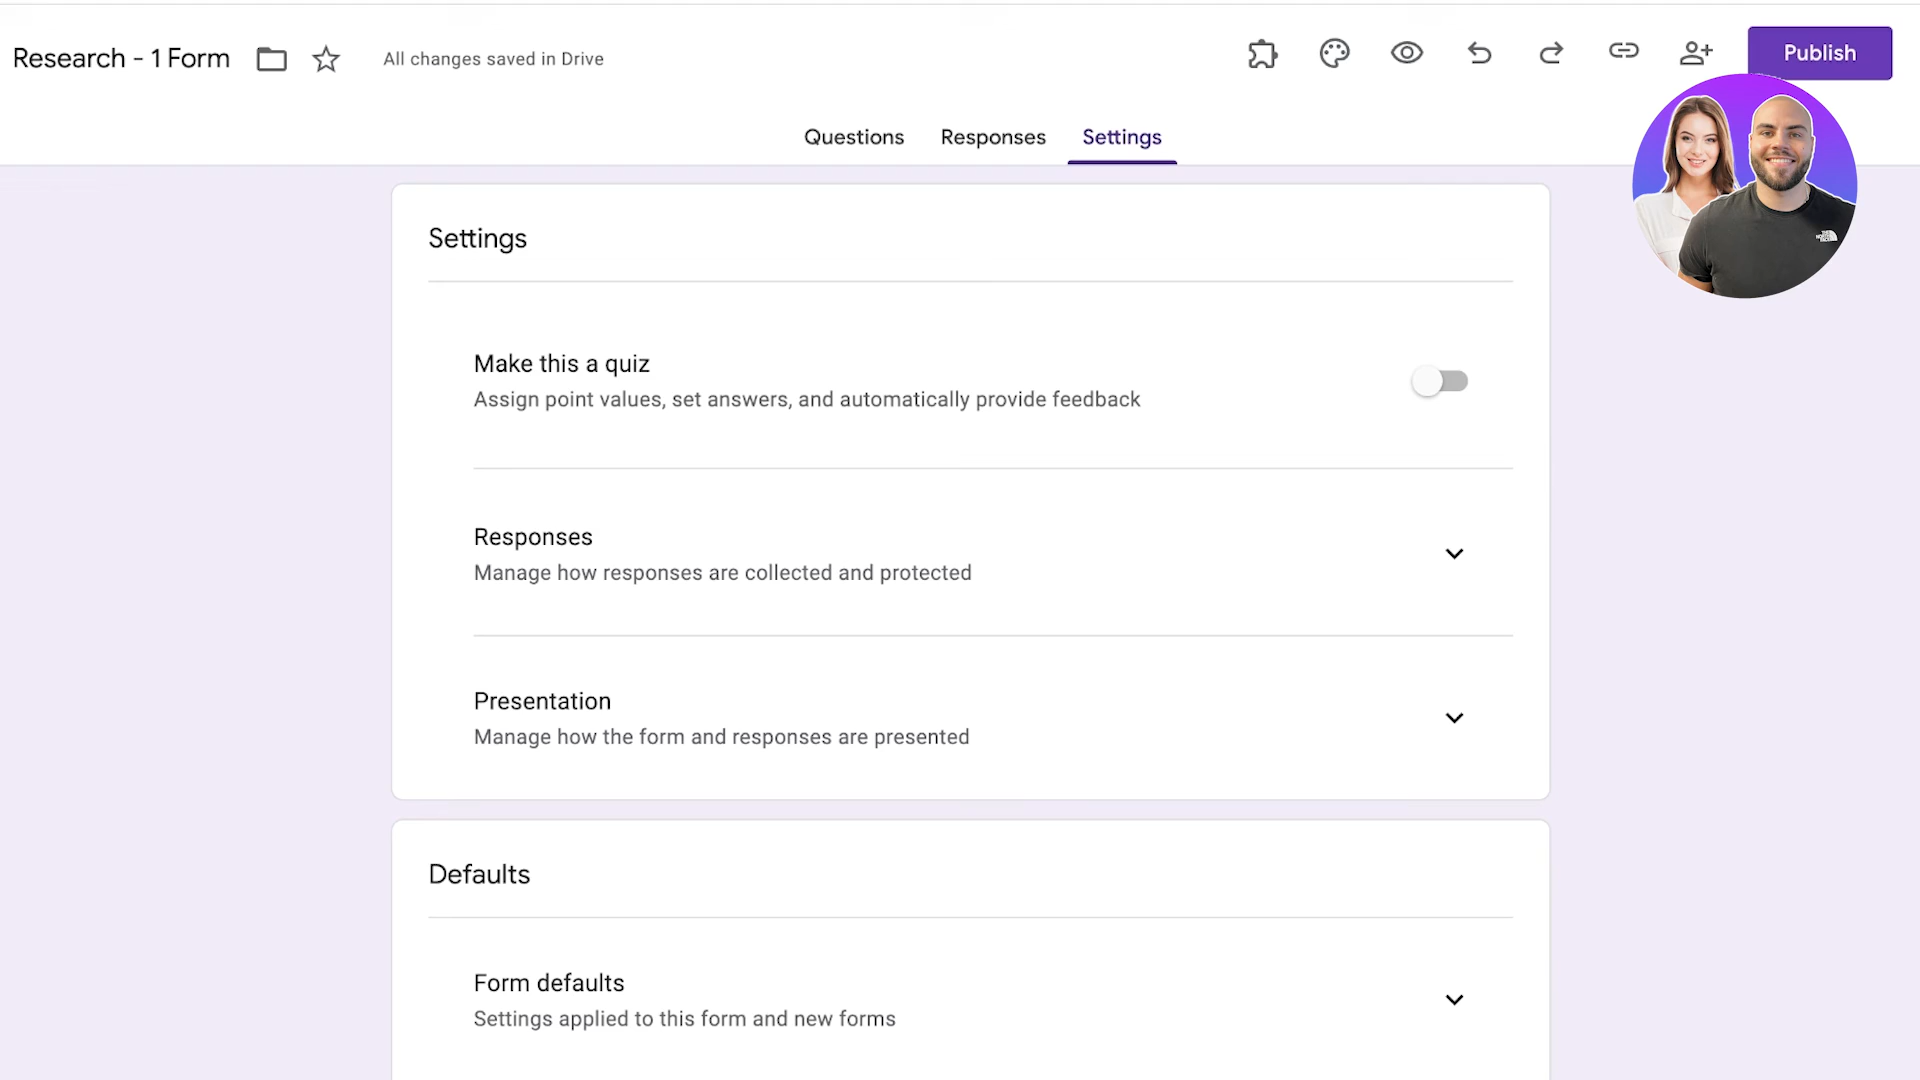 Research - 1 Form
All changes saved in Drive
Publish
Questions
Responses
Settings
Settings
Make this a quiz
Assign point values, set answers, and automatically provide feedback
Responses
Manage how responses are collected and protected
Presentation
Manage how the form and responses are presented
Defaults
Form defaults
Settings applied to this form and new forms